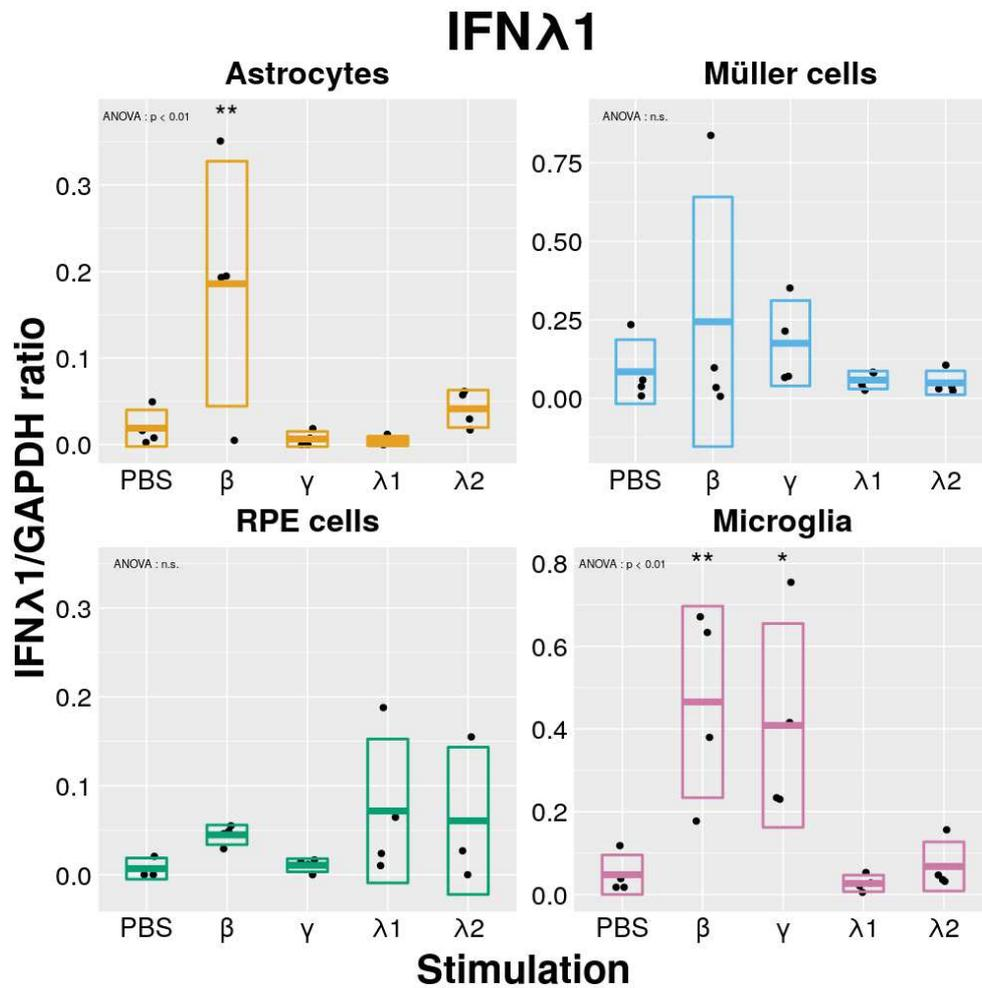 IFNλ1
Astrocytes
Müller cells
IFNλ1/GAPDH ratio
ANOVA : p < 0.01
**
0.3
0.2
0.1
0.0
PBS β γ λ1 λ2
ANOVA : n.s.
0.75
0.50
0.25
0.00
PBS β γ λ1 λ2
RPE cells
Microglia
ANOVA : n.s.
0.3
0.2
0.1
0.0
PBS β γ λ1 λ2
ANOVA : p < 0.01
** *
0.8
0.6
0.4
0.2
0.0
PBS β γ λ1 λ2
Stimulation